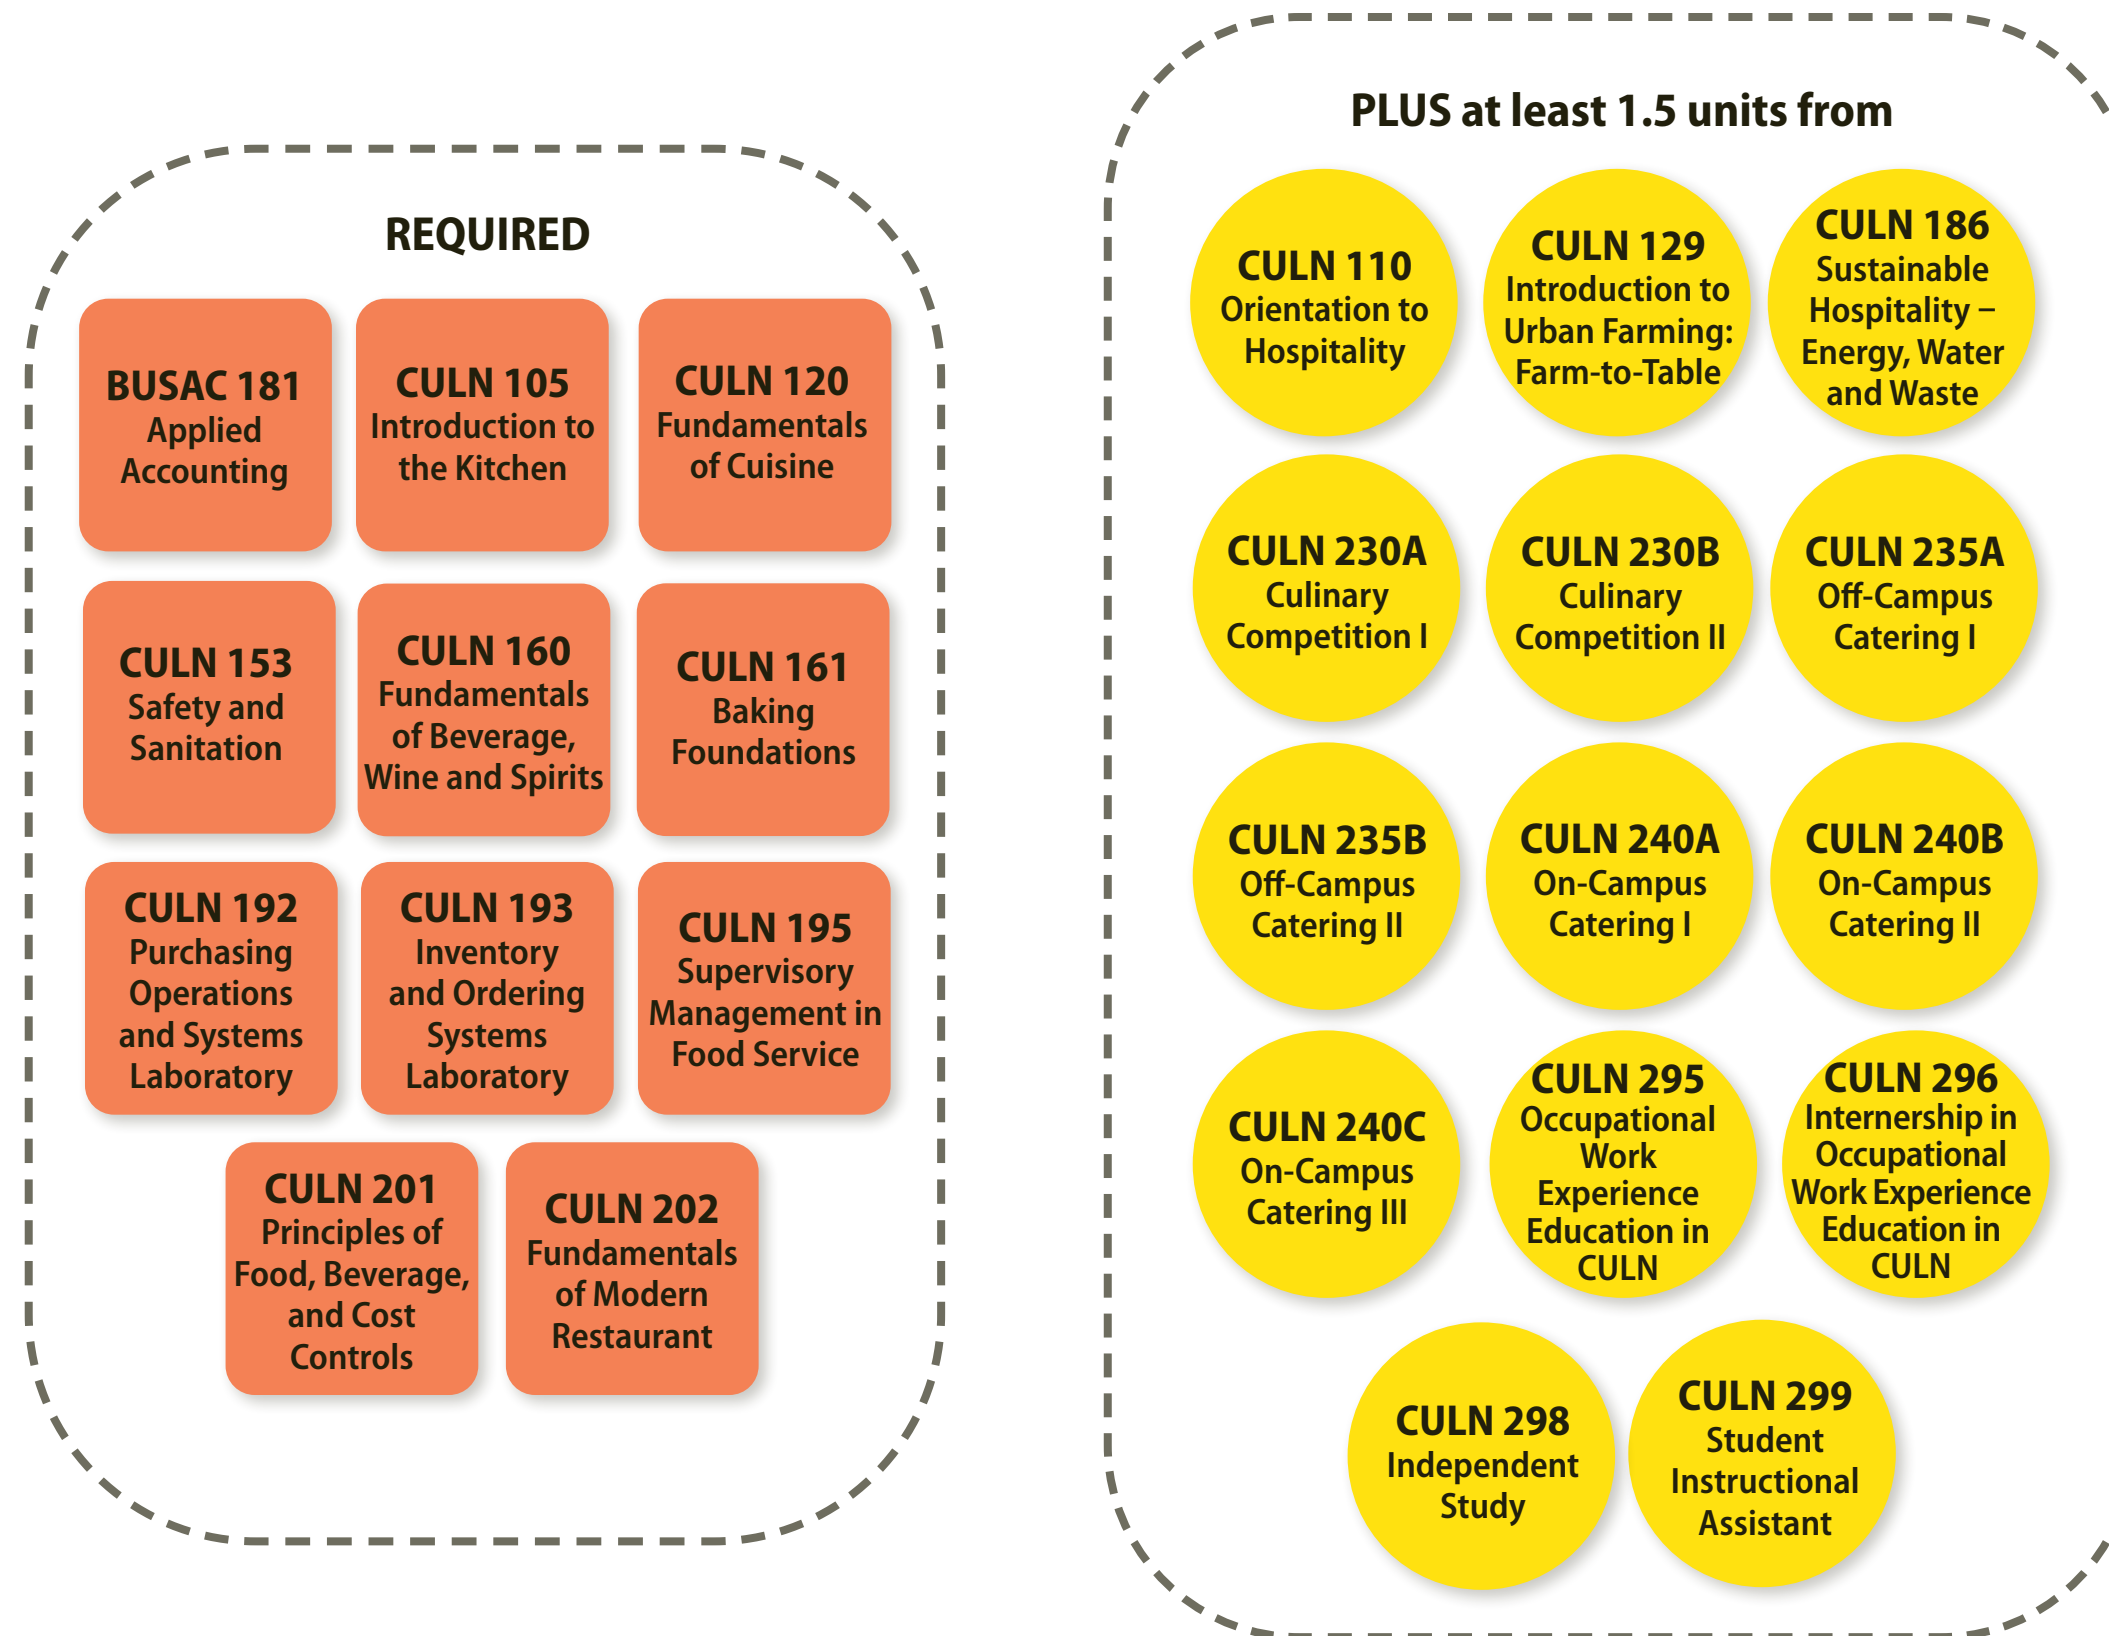 REQUIRED
BUSAC 181
Applied
Accounting
CULN 105
Introduction to
the Kitchen
CULN 120
Fundamentals
of Cuisine
CULN 153
Safety and
Sanitation
CULN 160
Fundamentals
of Beverage,
Wine and Spirits
CULN 161
Baking
Foundations
CULN 192
Purchasing
Operations
and Systems
Laboratory
CULN 193
Inventory
and Ordering
Systems
Laboratory
CULN 195
Supervisory
Management in
Food Service
CULN 201
Principles of
Food, Beverage,
and Cost
Controls
CULN 202
Fundamentals
of Modern
Restaurant
PLUS at least 1.5 units from
CULN 110
Orientation to
Hospitality
CULN 129
Introduction to
Urban Farming:
Farm-to-Table
CULN 186
Sustainable
Hospitality –
Energy, Water
and Waste
CULN 230A
Culinary
Competition I
CULN 230B
Culinary
Competition II
CULN 235A
Off-Campus
Catering I
CULN 235B
Off-Campus
Catering II
CULN 240A
On-Campus
Catering I
CULN 240B
On-Campus
Catering II
CULN 240C
On-Campus
Catering III
CULN 295
Occupational
Work
Experience
Education in
CULN
CULN 296
Internership in
Occupational
Work Experience
Education in
CULN
CULN 298
Independent
Study
CULN 299
Student
Instructional
Assistant